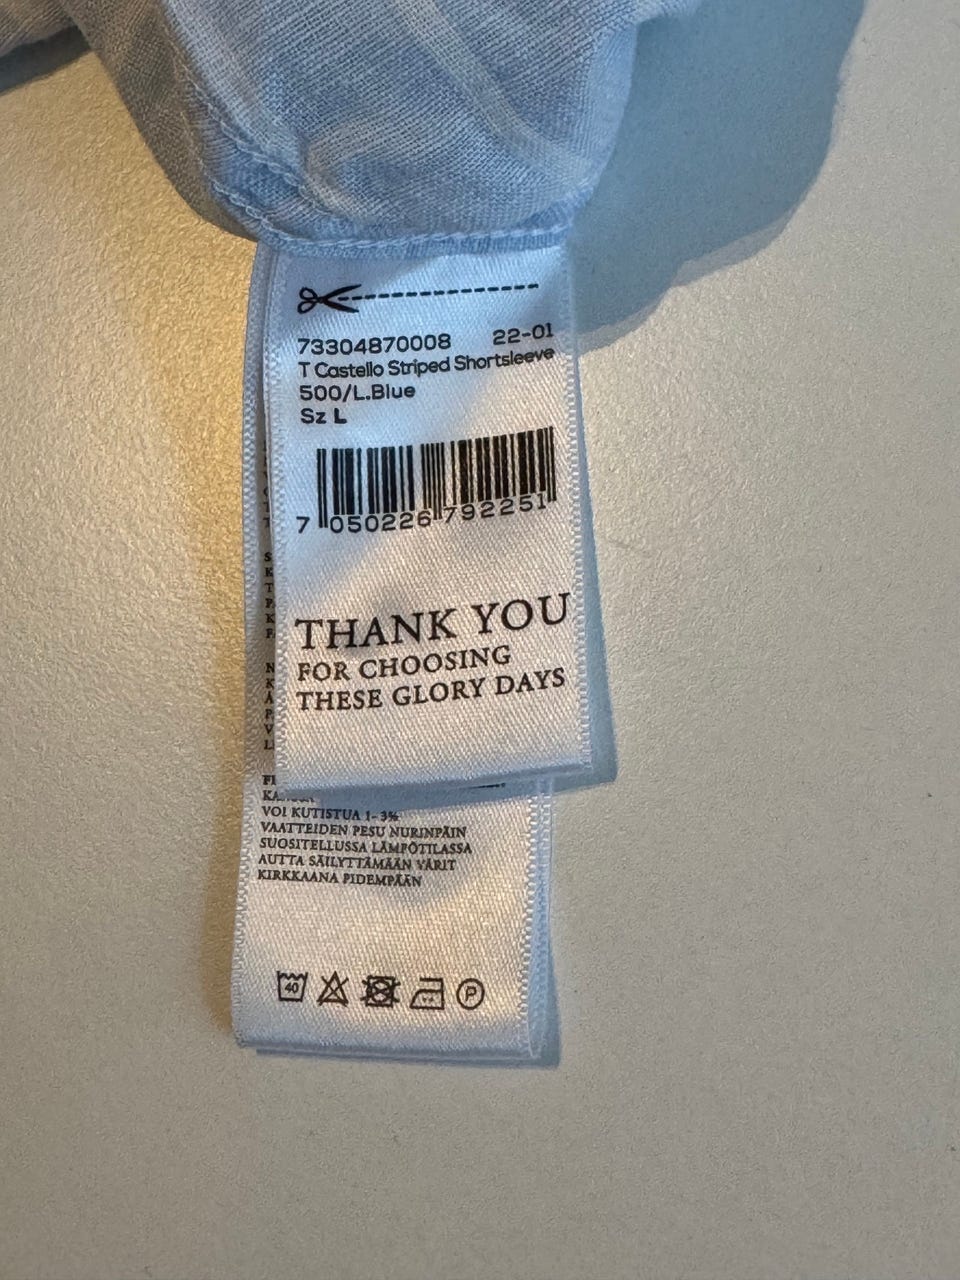 73304870008 22-01
T Castello Striped Shortsleeve
500/L.Blue
Sz L
7 050226 792251
THANK YOU
FOR CHOOSING
THESE GLORY DAYS
VOI KUTISTUA 1-3%
VAATTEIDEN PESU NURINPÄIN
SUOSITELLUSSA LÄMPÖTILASSA
AUTTA SÄILYTTÄMÄÄN VÄRIT
KIRKKAANA PIDEMPÄÄN
40
P